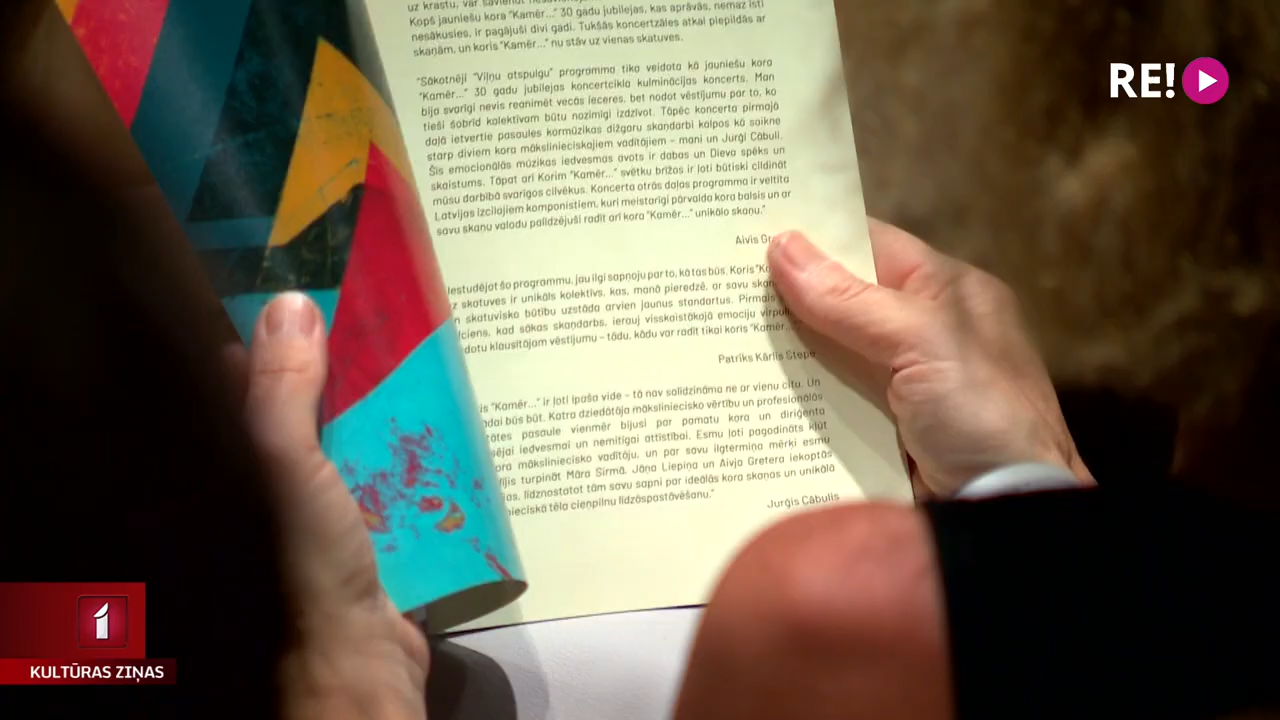 uz krastu, var
Kopš jauniešu kora "Kamēr..." 30 gadu jubilejas, kas aprāvās, nemaz īsti
nesākusies, ir pagājuši divi gadi. Tukšās koncertzāles atkal piepildās ar
skaņām, un koris "Kamēr..." nu stāv uz vienas skatuves.
"Sākotnēji "Viļņu atspulgu" programma tika veidota kā jauniešu kora
"Kamēr..." 30 gadu jubilejas koncertcikla kulminācijas koncerts. Man
bija svarīgi nevis reanimēt vecās ieceres, bet nodot vēstījumu par to, ko
tieši šobrīd kolektīvam būtu nozīmīgi izdzīvot. Tāpēc koncerta pirmajā
daļā ietvertie pasaules kormūzikas dižgaru skaņdarbi kalpos kā saikne
starp diviem kora mākslinieciskajiem vadītājiem – mani un Jurģi Cābuli.
Šīs emocionālās mūzikas iedvesmas avots ir dabas un Dieva spēks un
skaistums. Tāpat arī Korim "Kamēr..." svētku brīžos ir ļoti būtiski cildināt
mūsu darbībā svarīgos cilvēkus. Koncerta otrās daļas programma ir veltīta
Latvijas izcilajiem komponistiem, kuri meistarīgi pārvalda kora balsis un ar
savu skaņu valodu palīdzējuši radīt arī kora "Kamēr..." unikālo skaņu."
Aivis
Iestudējot šo programmu, jau ilgi sapņoju par to, kā tas būs. Koris
skatuves ir unikāls kolektīvs, kas, manā pieredzē, ar savu
skatuvisko būtību uzstāda arvien jaunus standartus. Pirmais
kad sākas skaņdarbs, ierauj visskaistākajā emociju
klausītājam vēstījumu – tādu, kādu var radīt tikai koris "Kamēr...
Patriks Kārlis Stepe
"Kamēr..." ir ļoti īpaša vide – tā nav salīdzināma ne ar vienu citu. Un
būs būt. Katra dziedātāja māksliniecisko vērtību un profesionālās
pasaule vienmēr bijusi par pamatu kora un diriģenta
iedvesmai un nemitīgai attīstībai. Esmu ļoti pagodināts kļūt
māksliniecisko vadītāju, un par savu ilgtermiņa mērķi esmu
turpināt Māra Sirmā, Jāņa Liepiņa un Aivja Gretera iekoptās
līdznostatot tām savu sapni par ideālās kora skaņas un unikālā
tēla cieņpilnu līdzāspastāvēšanu."
Jurģis Cābulis
RE!
1
KULTŪRAS ZIŅAS